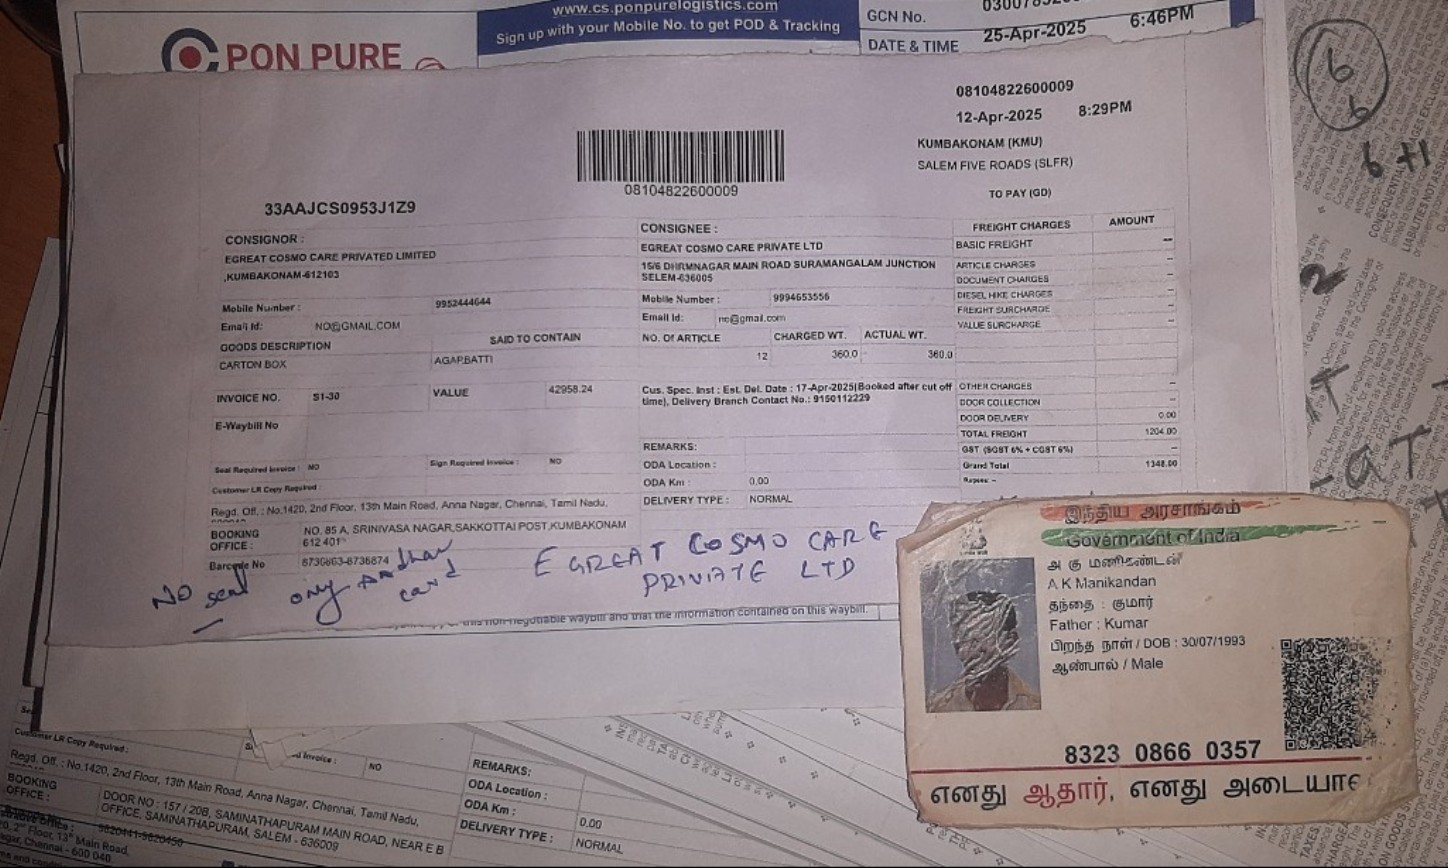 www.cs.ponpurelogistics.com
Sign up with your Mobile No. to get POD & Tracking
PON PURE
GCN No.
DATE & TIME 25-Apr-2025 6:46PM
08104822600009
12-Apr-2025 8:29PM
KUMBAKONAM (KMU)
SALEM FIVE ROADS (SLFR)
TO PAY (GD)
08104822600009
33AAJCS0953J1Z9
CONSIGNOR :
EGREAT COSMO CARE PRIVATED LIMITED
,KUMBAKONAM-612103
Mobile Number : 9952444644
Email Id: NO@GMAIL.COM
GOODS DESCRIPTION SAID TO CONTAIN
CARTON BOX AGARBATTI
INVOICE NO. S1-30 VALUE 42958.24
E-Waybill No
Seal Required Invoice : NO Sign Required Invoice : NO
Customer LR Copy Required :
Regd. Off. : No.1420, 2nd Floor, 13th Main Road, Anna Nagar, Chennai, Tamil Nadu,
BOOKING OFFICE : NO. 85 A, SRINIVASA NAGAR,SAKKOTTAI POST,KUMBAKONAM
612 401
Barcode No 8736863-8736874
CONSIGNEE :
EGREAT COSMO CARE PRIVATE LTD
15/6 DHRMNAGAR MAIN ROAD SURAMANGALAM JUNCTION
SELEM-636005
Mobile Number : 9994653556
Email Id: no@gmail.com
NO. Of ARTICLE CHARGED WT. ACTUAL WT.
12 360.0 360.0
Cus. Spec. Inst : Est. Del. Date : 17-Apr-2025(Booked after cut off
time), Delivery Branch Contact No.: 9150112229
REMARKS:
ODA Location :
ODA Km : 0.00
DELIVERY TYPE : NORMAL
FREIGHT CHARGES AMOUNT
BASIC FREIGHT --
ARTICLE CHARGES --
DOCUMENT CHARGES --
DIESEL HIKE CHARGES --
FREIGHT SURCHARGE --
VALUE SURCHARGE --
OTHER CHARGES --
DOOR COLLECTION --
DOOR DELIVERY 0.00
TOTAL FREIGHT 1204.00
GST (SGST 6% + CGST 6%) --
Grand Total 1348.00
Rupees: --
No seal
only Aadhar
card
EGREAT COSMO CARE
PRIVATE LTD
this non-negotiable waybill and that the information contained on this waybill.
இந்திய அரசாங்கம்
Government of India
அ கு மணிகண்டன்
A K Manikandan
தந்தை : குமார்
Father : Kumar
பிறந்த நாள் / DOB : 30/07/1993
ஆண்பால் / Male
8323 0866 0357
எனது ஆதார், எனது
Customer LR Copy Required :
Invoice : NO
Regd. Off. : No.1420, 2nd Floor, 13th Main Road, Anna Nagar, Chennai, Tamil Nadu,
BOOKING OFFICE : DOOR NO : 157 / 20B, SAMINATHAPURAM MAIN ROAD, NEAR E B
OFFICE, SAMINATHAPURAM, SALEM - 636009
REMARKS:
ODA Location :
ODA Km : 0.00
DELIVERY TYPE : NORMAL
Chennai - 600 040
6
6
6 +1